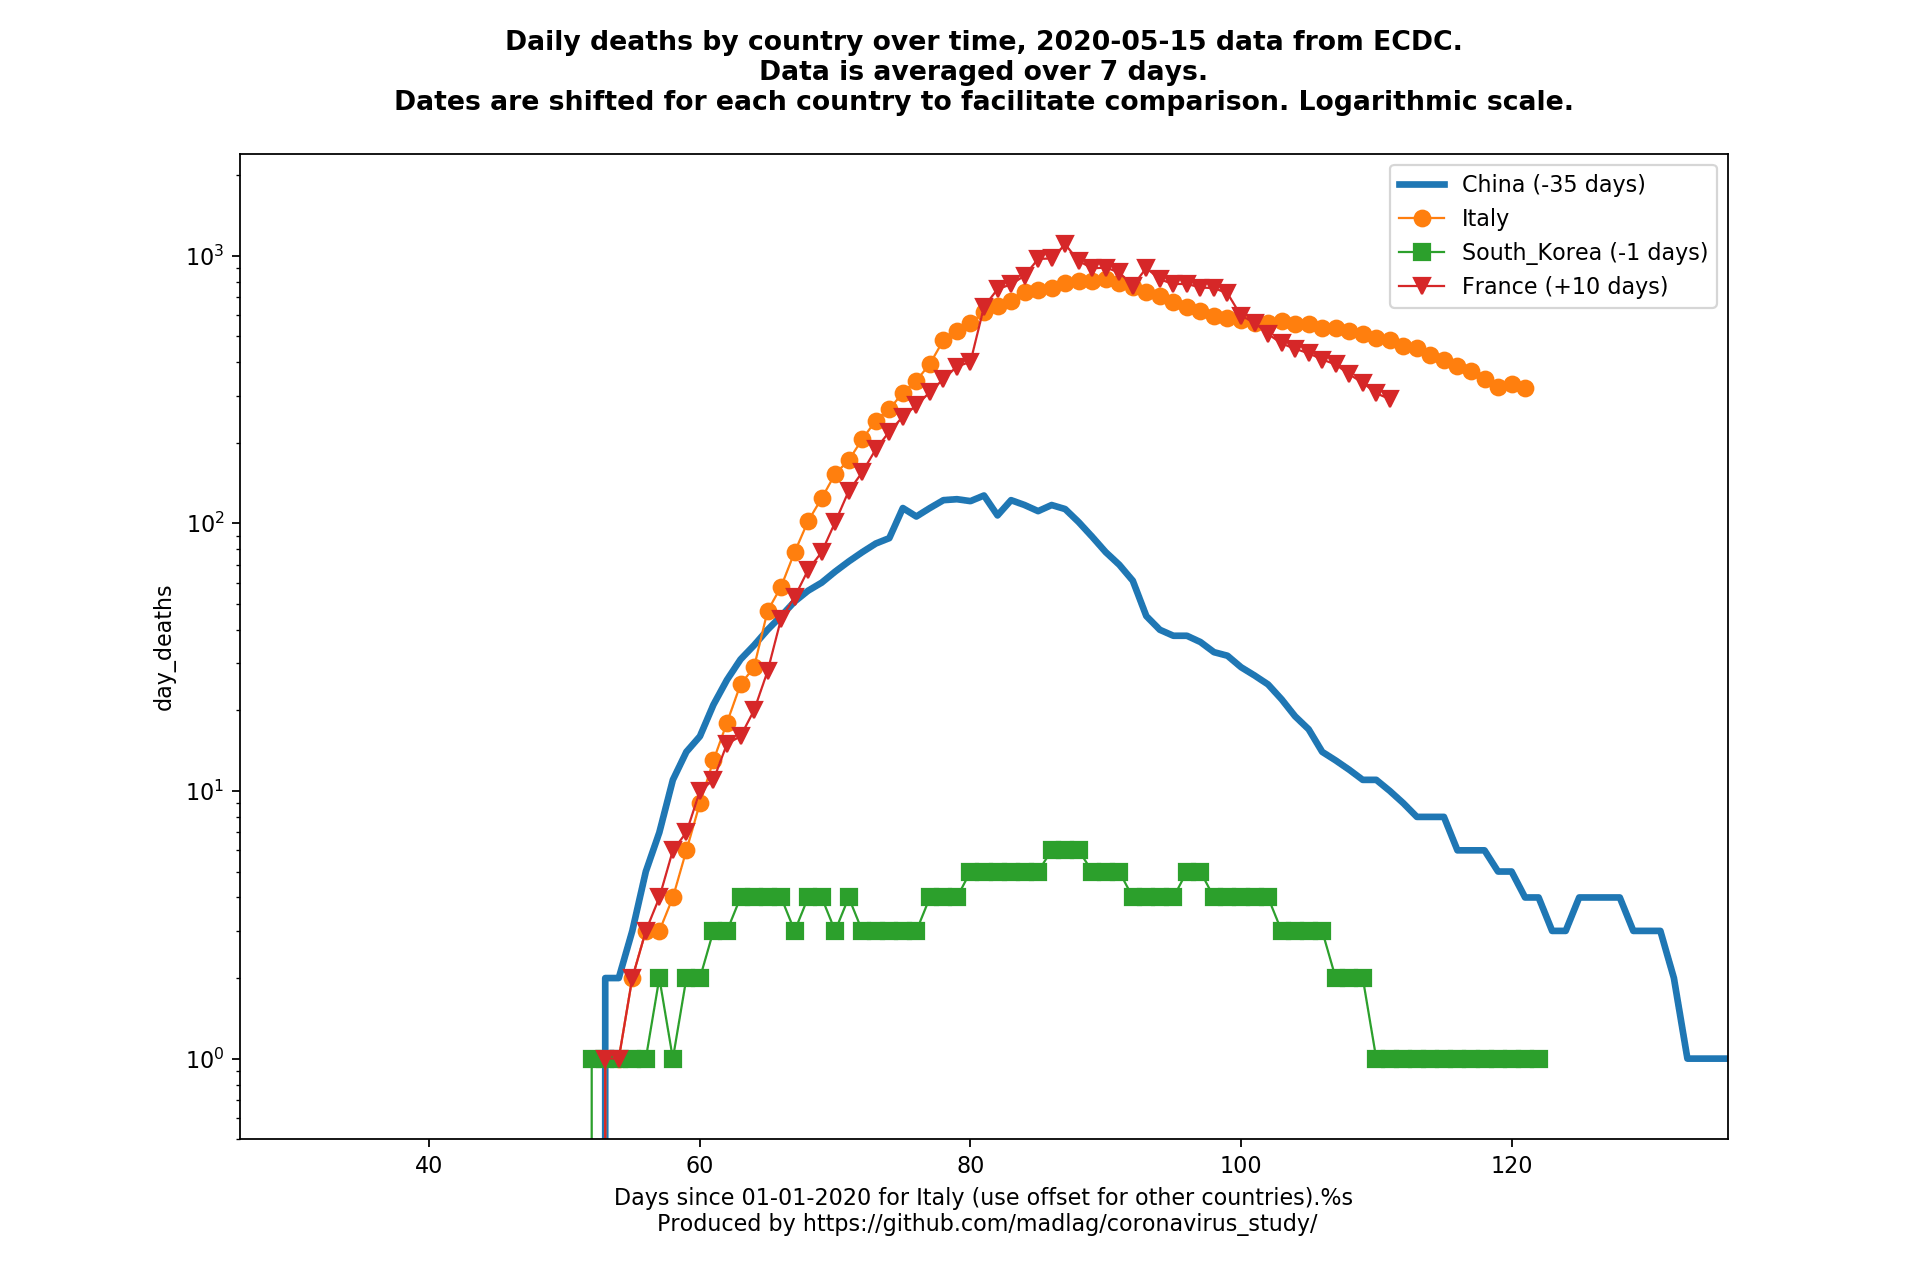 Daily deaths by country over time, 2020-05-15 data from ECDC.
Data is averaged over 7 days.
Dates are shifted for each country to facilitate comparison. Logarithmic scale.
China (-35 days)
Italy
South_Korea (-1 days)
France (+10 days)
day_deaths
10³
10²
10¹
10⁰
40 60 80 100 120
Days since 01-01-2020 for Italy (use offset for other countries).%s
Produced by https://github.com/madlag/coronavirus_study/